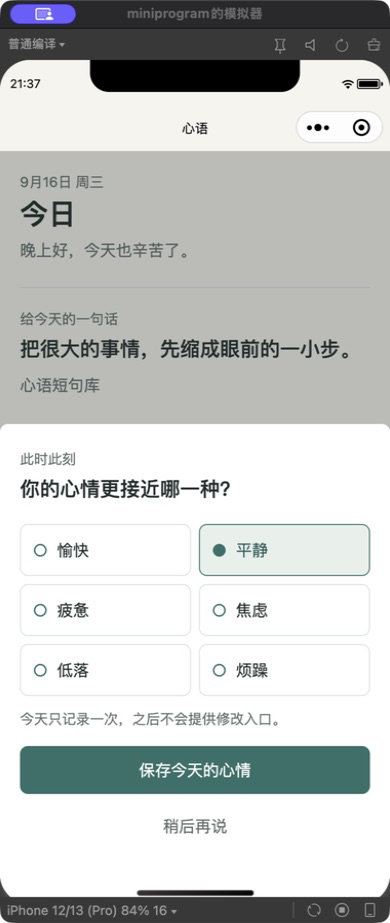 miniprogram的模拟器
普通编译
21:37
心语
9月16日 周三
今日
晚上好，今天也辛苦了。
给今天的一句话
把很大的事情，先缩成眼前的一小步。
心语短句库
此时此刻
你的心情更接近哪一种？
愉快
平静
疲惫
焦虑
低落
烦躁
今天只记录一次，之后不会提供修改入口。
保存今天的心情
稍后再说
iPhone 12/13 (Pro) 84% 16